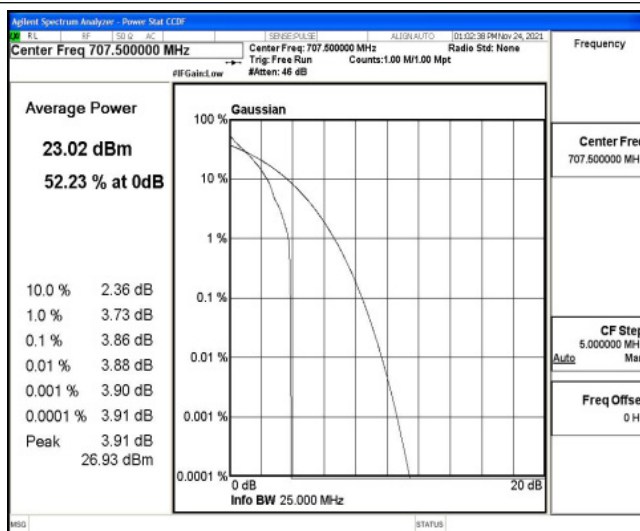 Agilent Spectrum Analyzer - Power Stat CCDF
RL RF 50 Ω AC SENSE:PULSE ALIGN AUTO 01:02:38 PM Nov 24, 2021
Center Freq 707.500000 MHz
Center Freq: 707.500000 MHz Radio Std: None
Trig: Free Run Counts:1.00 M/1.00 Mpt
#IFGain:Low #Atten: 46 dB
Frequency
Average Power
23.02 dBm
52.23 % at 0dB
10.0 % 2.36 dB
1.0 % 3.73 dB
0.1 % 3.86 dB
0.01 % 3.88 dB
0.001 % 3.90 dB
0.0001 % 3.91 dB
Peak 3.91 dB
26.93 dBm
Gaussian
100 %
10 %
1 %
0.1 %
0.01 %
0.001 %
0.0001 %
0 dB 20 dB
Info BW 25.000 MHz
Center Freq
707.500000 MH
CF Step
5.000000 MH
Auto Ma
Freq Offse
0 H
MSG STATUS